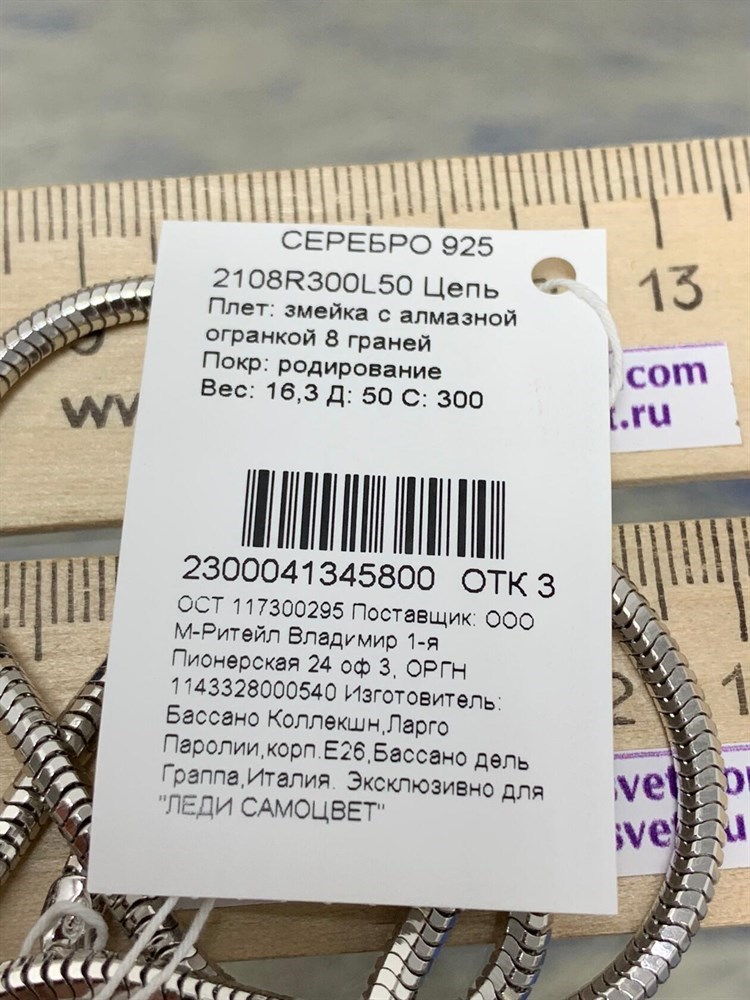 СЕРЕБРО 925
2108R300L50 Цепь
Плет: змейка с алмазной
огранкой 8 граней
Покр: родирование
Вес: 16,3 Д: 50 С: 300
2300041345800 ОТК 3
ОСТ 117300295 Поставщик: ООО
М-Ритейл Владимир 1-я
Пионерская 24 оф 3, ОРГН
1143328000540 Изготовитель:
Бассано Коллекшн,Ларго
Паролии,корп.Е26,Бассано дель
Граппа,Италия. Эксклюзивно для
"ЛЕДИ САМОЦВЕТ"
13
.com
.ru
2